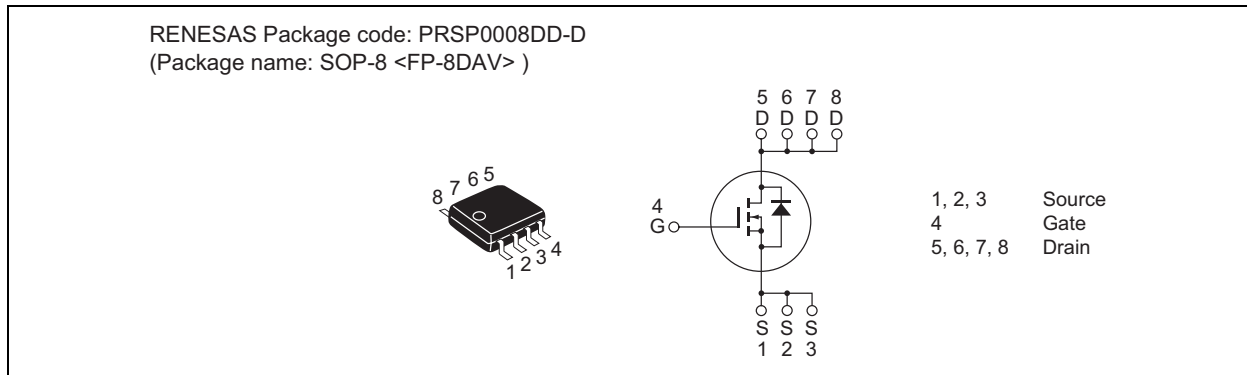 RENESAS Package code: PRSP0008DD-D
(Package name: SOP-8 <FP-8DAV> )
8 7 6 5
1 2 3 4
5 6 7 8
D D D D
4
G
S S S
1 2 3
1, 2, 3 Source
4 Gate
5, 6, 7, 8 Drain